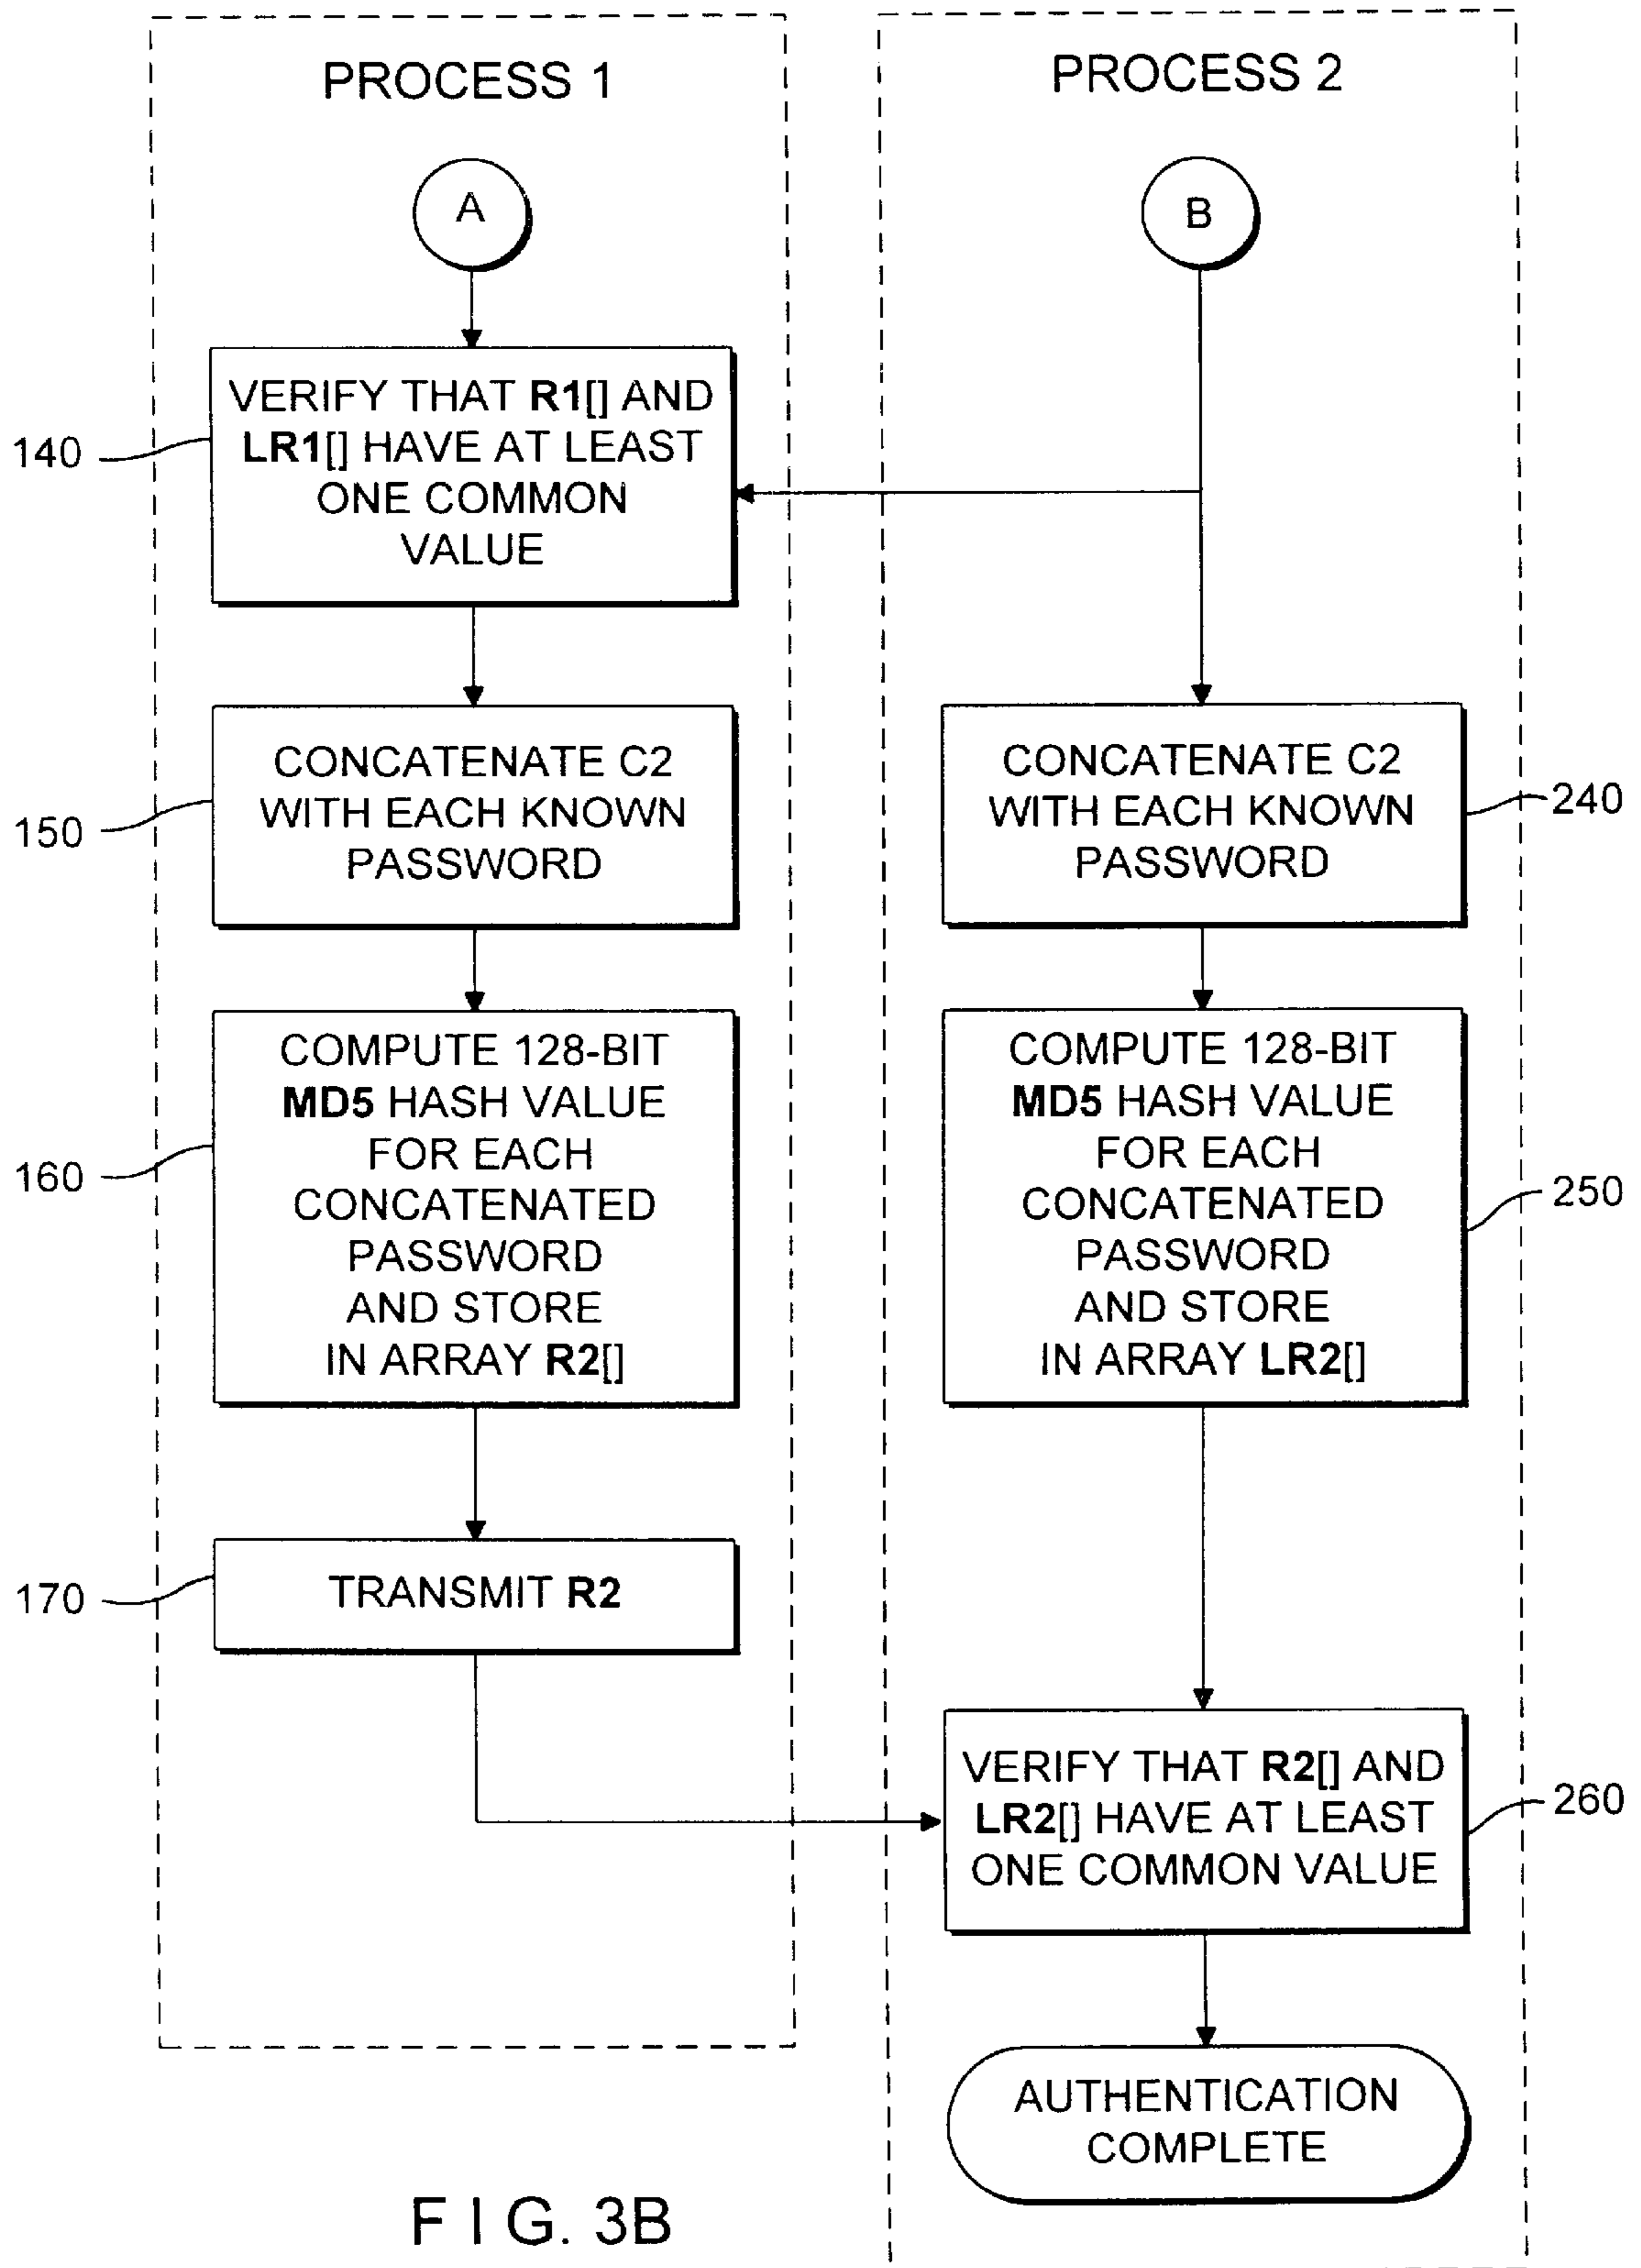 PROCESS 1
A
140
VERIFY THAT R1[] AND
LR1[] HAVE AT LEAST
ONE COMMON
VALUE
150
CONCATENATE C2
WITH EACH KNOWN
PASSWORD
160
COMPUTE 128-BIT
MD5 HASH VALUE
FOR EACH
CONCATENATED
PASSWORD
AND STORE
IN ARRAY R2[]
170
TRANSMIT R2
PROCESS 2
B
CONCATENATE C2
WITH EACH KNOWN
PASSWORD
240
COMPUTE 128-BIT
MD5 HASH VALUE
FOR EACH
CONCATENATED
PASSWORD
AND STORE
IN ARRAY LR2[]
250
VERIFY THAT R2[] AND
LR2[] HAVE AT LEAST
ONE COMMON VALUE
260
AUTHENTICATION
COMPLETE
FIG. 3B